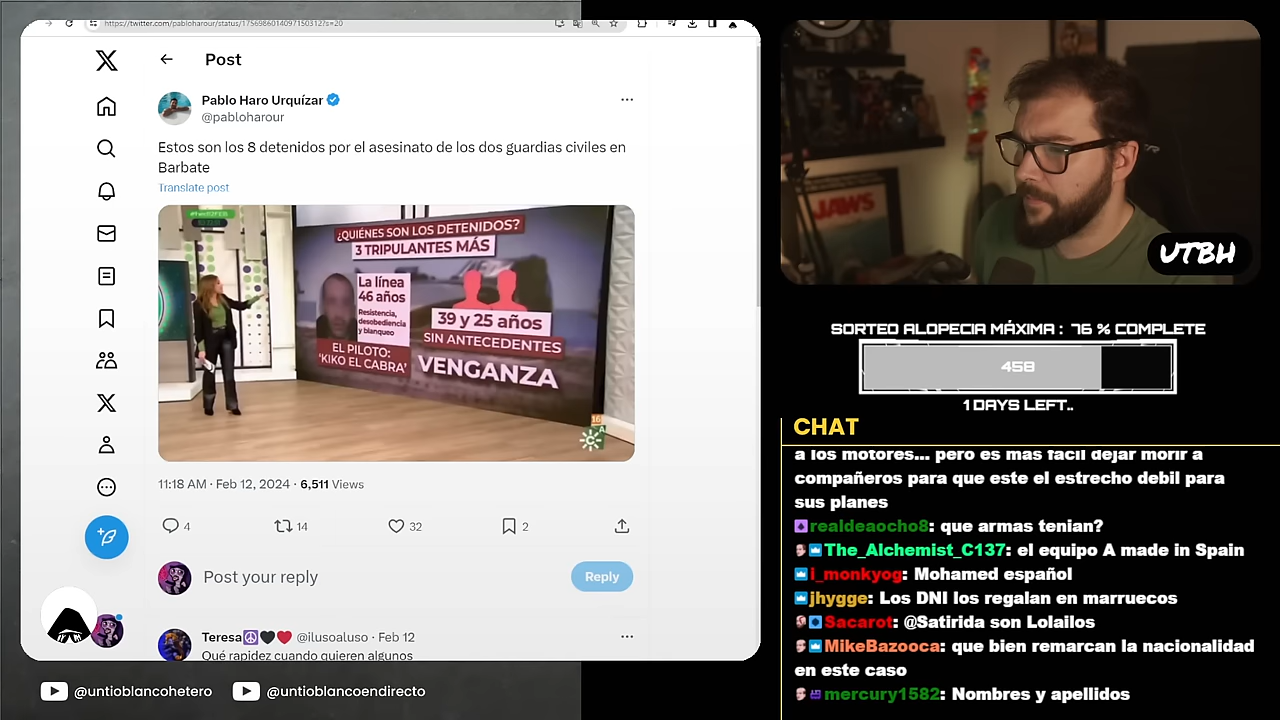 https://twitter.com/pabloharour/status/1756986014097150312?s=20
Post
Pablo Haro Urquízar
@pabloharour
Estos son los 8 detenidos por el asesinato de los dos guardias civiles en
Barbate
Translate post
¿QUIÉNES SON LOS DETENIDOS?
3 TRIPULANTES MÁS
La línea
46 años
Resistencia,
desobediencia
y blanqueo
EL PILOTO:
'KIKO EL CABRA'
39 y 25 años
SIN ANTECEDENTES
VENGANZA
11:18 AM · Feb 12, 2024 · 6,511 Views
4
14
32
2
Post your reply
Reply
Teresa @ilusoaluso · Feb 12
Qué rapidez cuando quieren algunos
@untioblancohetero
@untioblancoendirecto
JAWS
UTBH
SORTEO ALOPECIA MÁXIMA : 76 % COMPLETE
458
1 DAYS LEFT..
CHAT
a los motores... pero es mas facil dejar morir a
compañeros para que este el estrecho debil para
sus planes
realdeaocho8: que armas tenian?
The_Alchemist_C137: el equipo A made in Spain
i_monkyog: Mohamed español
jhygge: Los DNI los regalan en marruecos
Sacarot: @Satirida son Lolailos
MikeBazooca: que bien remarcan la nacionalidad
en este caso
mercury1582: Nombres y apellidos